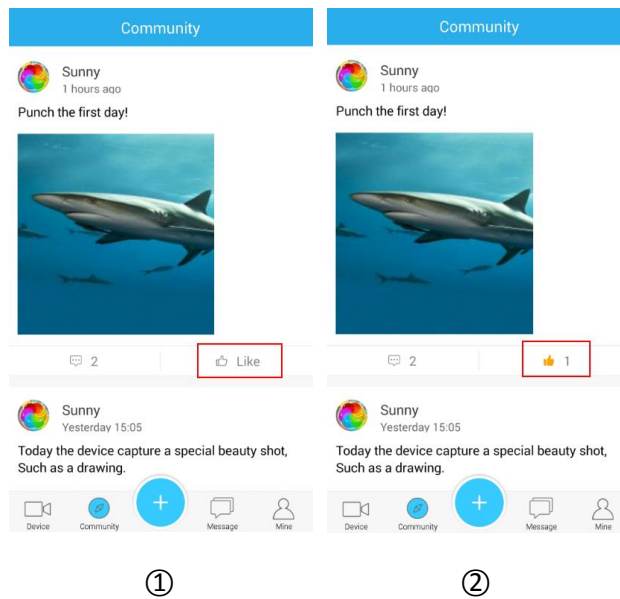 Community
Sunny
1 hours ago
Punch the first day!
2
Like
Sunny
Yesterday 15:05
Today the device capture a special beauty shot,
Such as a drawing.
+
Device
Community
Message
Mine
①
Community
Sunny
1 hours ago
Punch the first day!
2
1
Sunny
Yesterday 15:05
Today the device capture a special beauty shot,
Such as a drawing.
+
Device
Community
Message
Mine
②